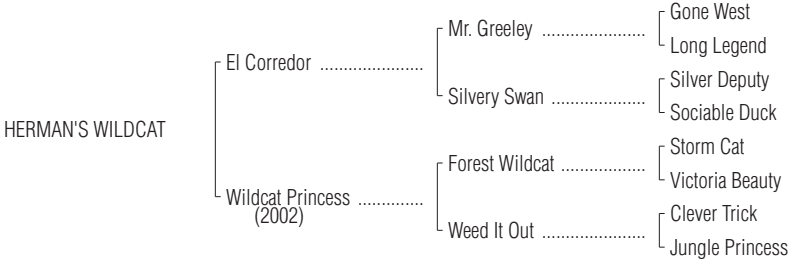 Gone West
Mr. Greeley ......................
Long Legend
El Corredor ......................
Silver Deputy
Silvery Swan ....................
Sociable Duck
HERMAN'S WILDCAT
Storm Cat
Forest Wildcat ..................
Victoria Beauty
Wildcat Princess ..............
(2002)
Clever Trick
Weed It Out ......................
Jungle Princess